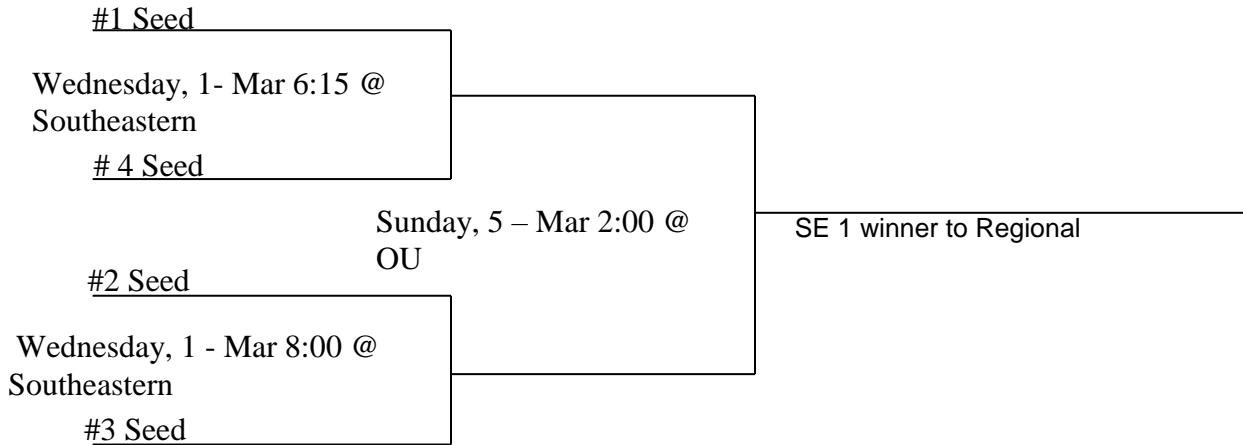 #1 Seed
Wednesday, 1- Mar 6:15 @
Southeastern
# 4 Seed
Sunday, 5 – Mar 2:00 @
OU
SE 1 winner to Regional
#2 Seed
Wednesday, 1 - Mar 8:00 @
Southeastern
#3 Seed